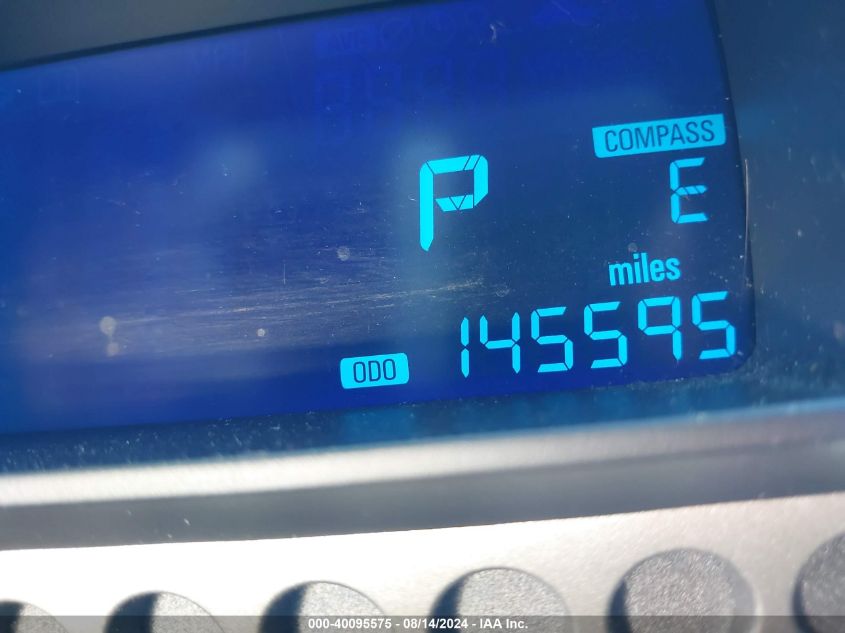 COMPASS
P E
miles
ODO 145595
000-40095575 - 08/14/2024 - IAA Inc.